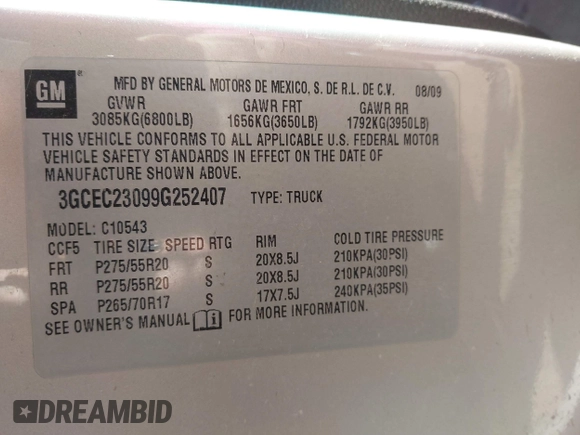 GM
MFD BY GENERAL MOTORS DE MEXICO, S. DE R.L. DE C.V. 08/09
GVWR GAWR FRT GAWR RR
3085KG(6800LB) 1656KG(3650LB) 1792KG(3950LB)
THIS VEHICLE CONFORMS TO ALL APPLICABLE U.S. FEDERAL MOTOR
VEHICLE SAFETY STANDARDS IN EFFECT ON THE DATE OF
MANUFACTURE SHOWN ABOVE.
3GCEC23099G252407 TYPE: TRUCK
MODEL: C10543
CCF5 TIRE SIZE SPEED RTG RIM COLD TIRE PRESSURE
FRT P275/55R20 S 20X8.5J 210KPA(30PSI)
RR P275/55R20 S 20X8.5J 210KPA(30PSI)
SPA P265/70R17 S 17X7.5J 240KPA(35PSI)
SEE OWNER'S MANUAL FOR MORE INFORMATION.
DREAMBID